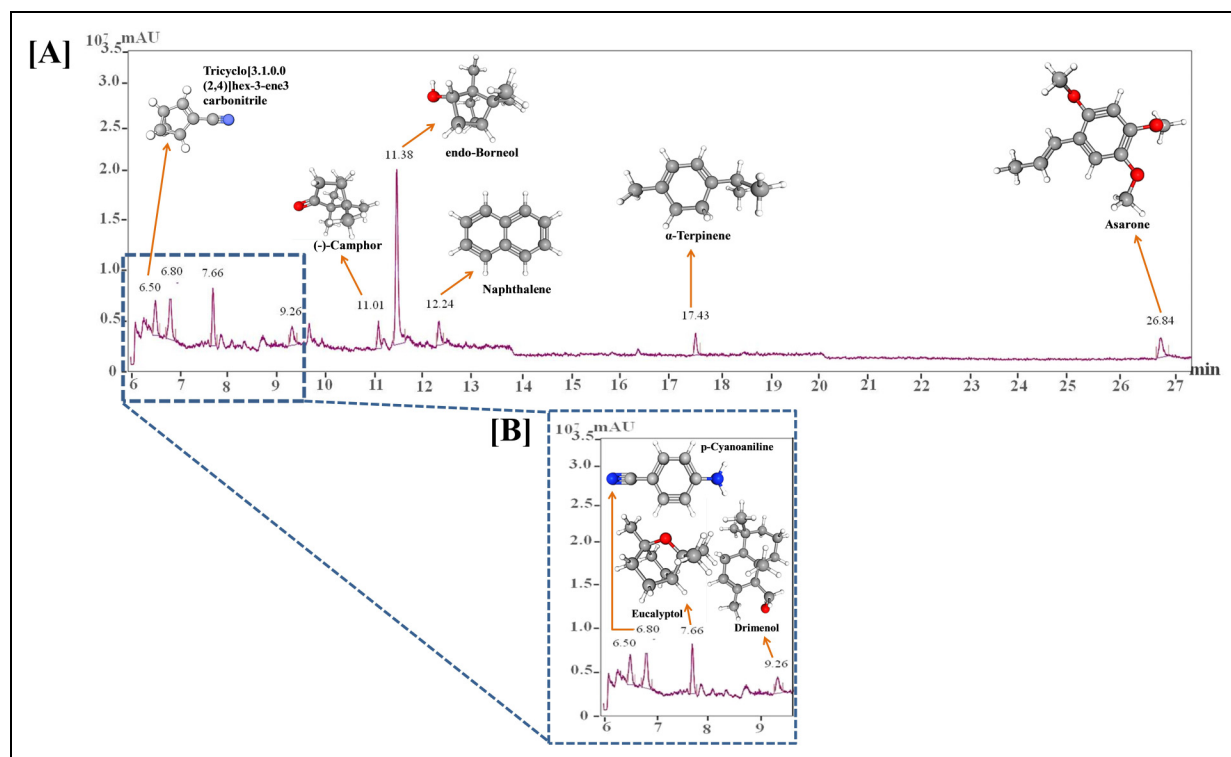 [A]
10⁷ -mAU
3.5
3.0
2.0
1.5
1.0
0.5
0
Tricyclo[3.1.0.0
(2,4)]hex-3-ene3
carbonitrile
6.50
6.80
7.66
9.26
(-)-Camphor
11.01
11.38
endo-Borneol
12.24
Naphthalene
α-Terpinene
17.43
Asarone
26.84
6 7 8 9 10 11 12 13 14 15 16 17 18 19 20 21 22 23 24 25 26 27 min
[B]
10⁷ -mAU
3.5
3.0
2.5
2.0
1.5
1.0
0.5
0
p-Cyanoaniline
Eucalyptol
Drimenol
6.50
6.80
7.66
9.26
6 7 8 9